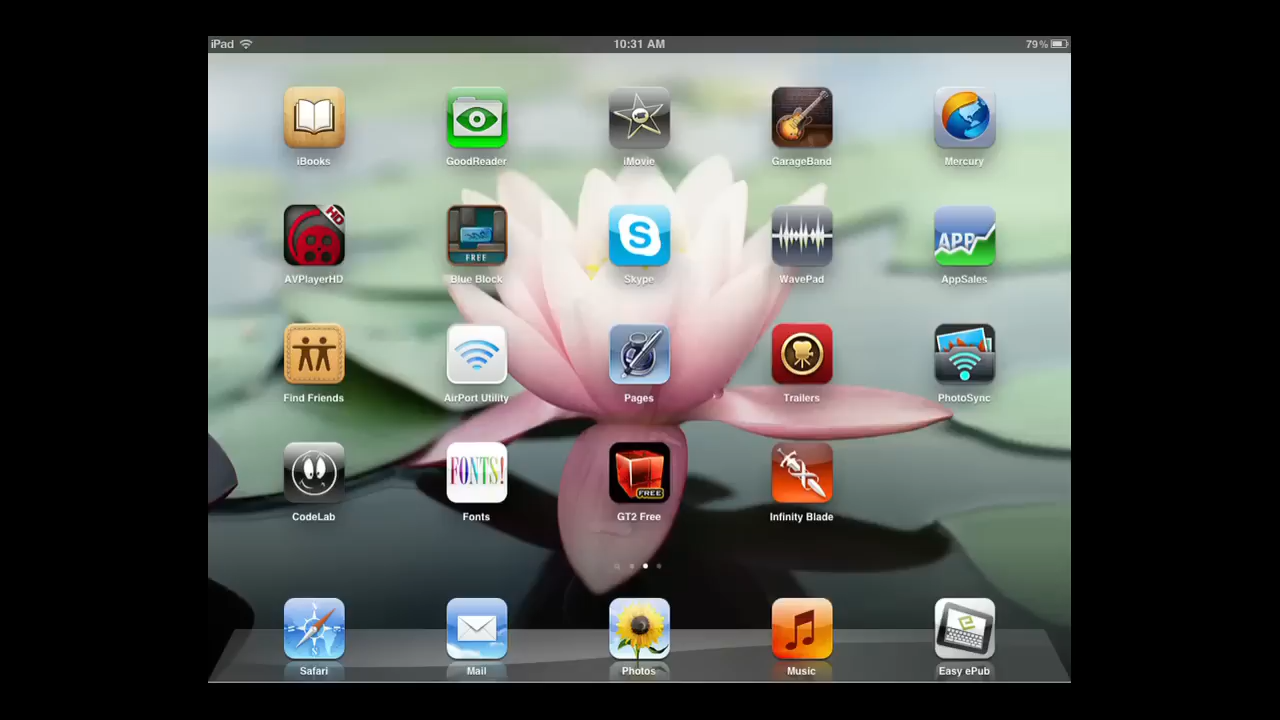 iPad 10:31 AM 79%
iBooks GoodReader iMovie GarageBand Mercury
HD
APP
FREE
AVPlayerHD Blue Block Skype WavePad AppSales
Find Friends AirPort Utility Pages Trailers PhotoSync
FONTS!
FREE
CodeLab Fonts GT2 Free Infinity Blade
Safari Mail Photos Music Easy ePub